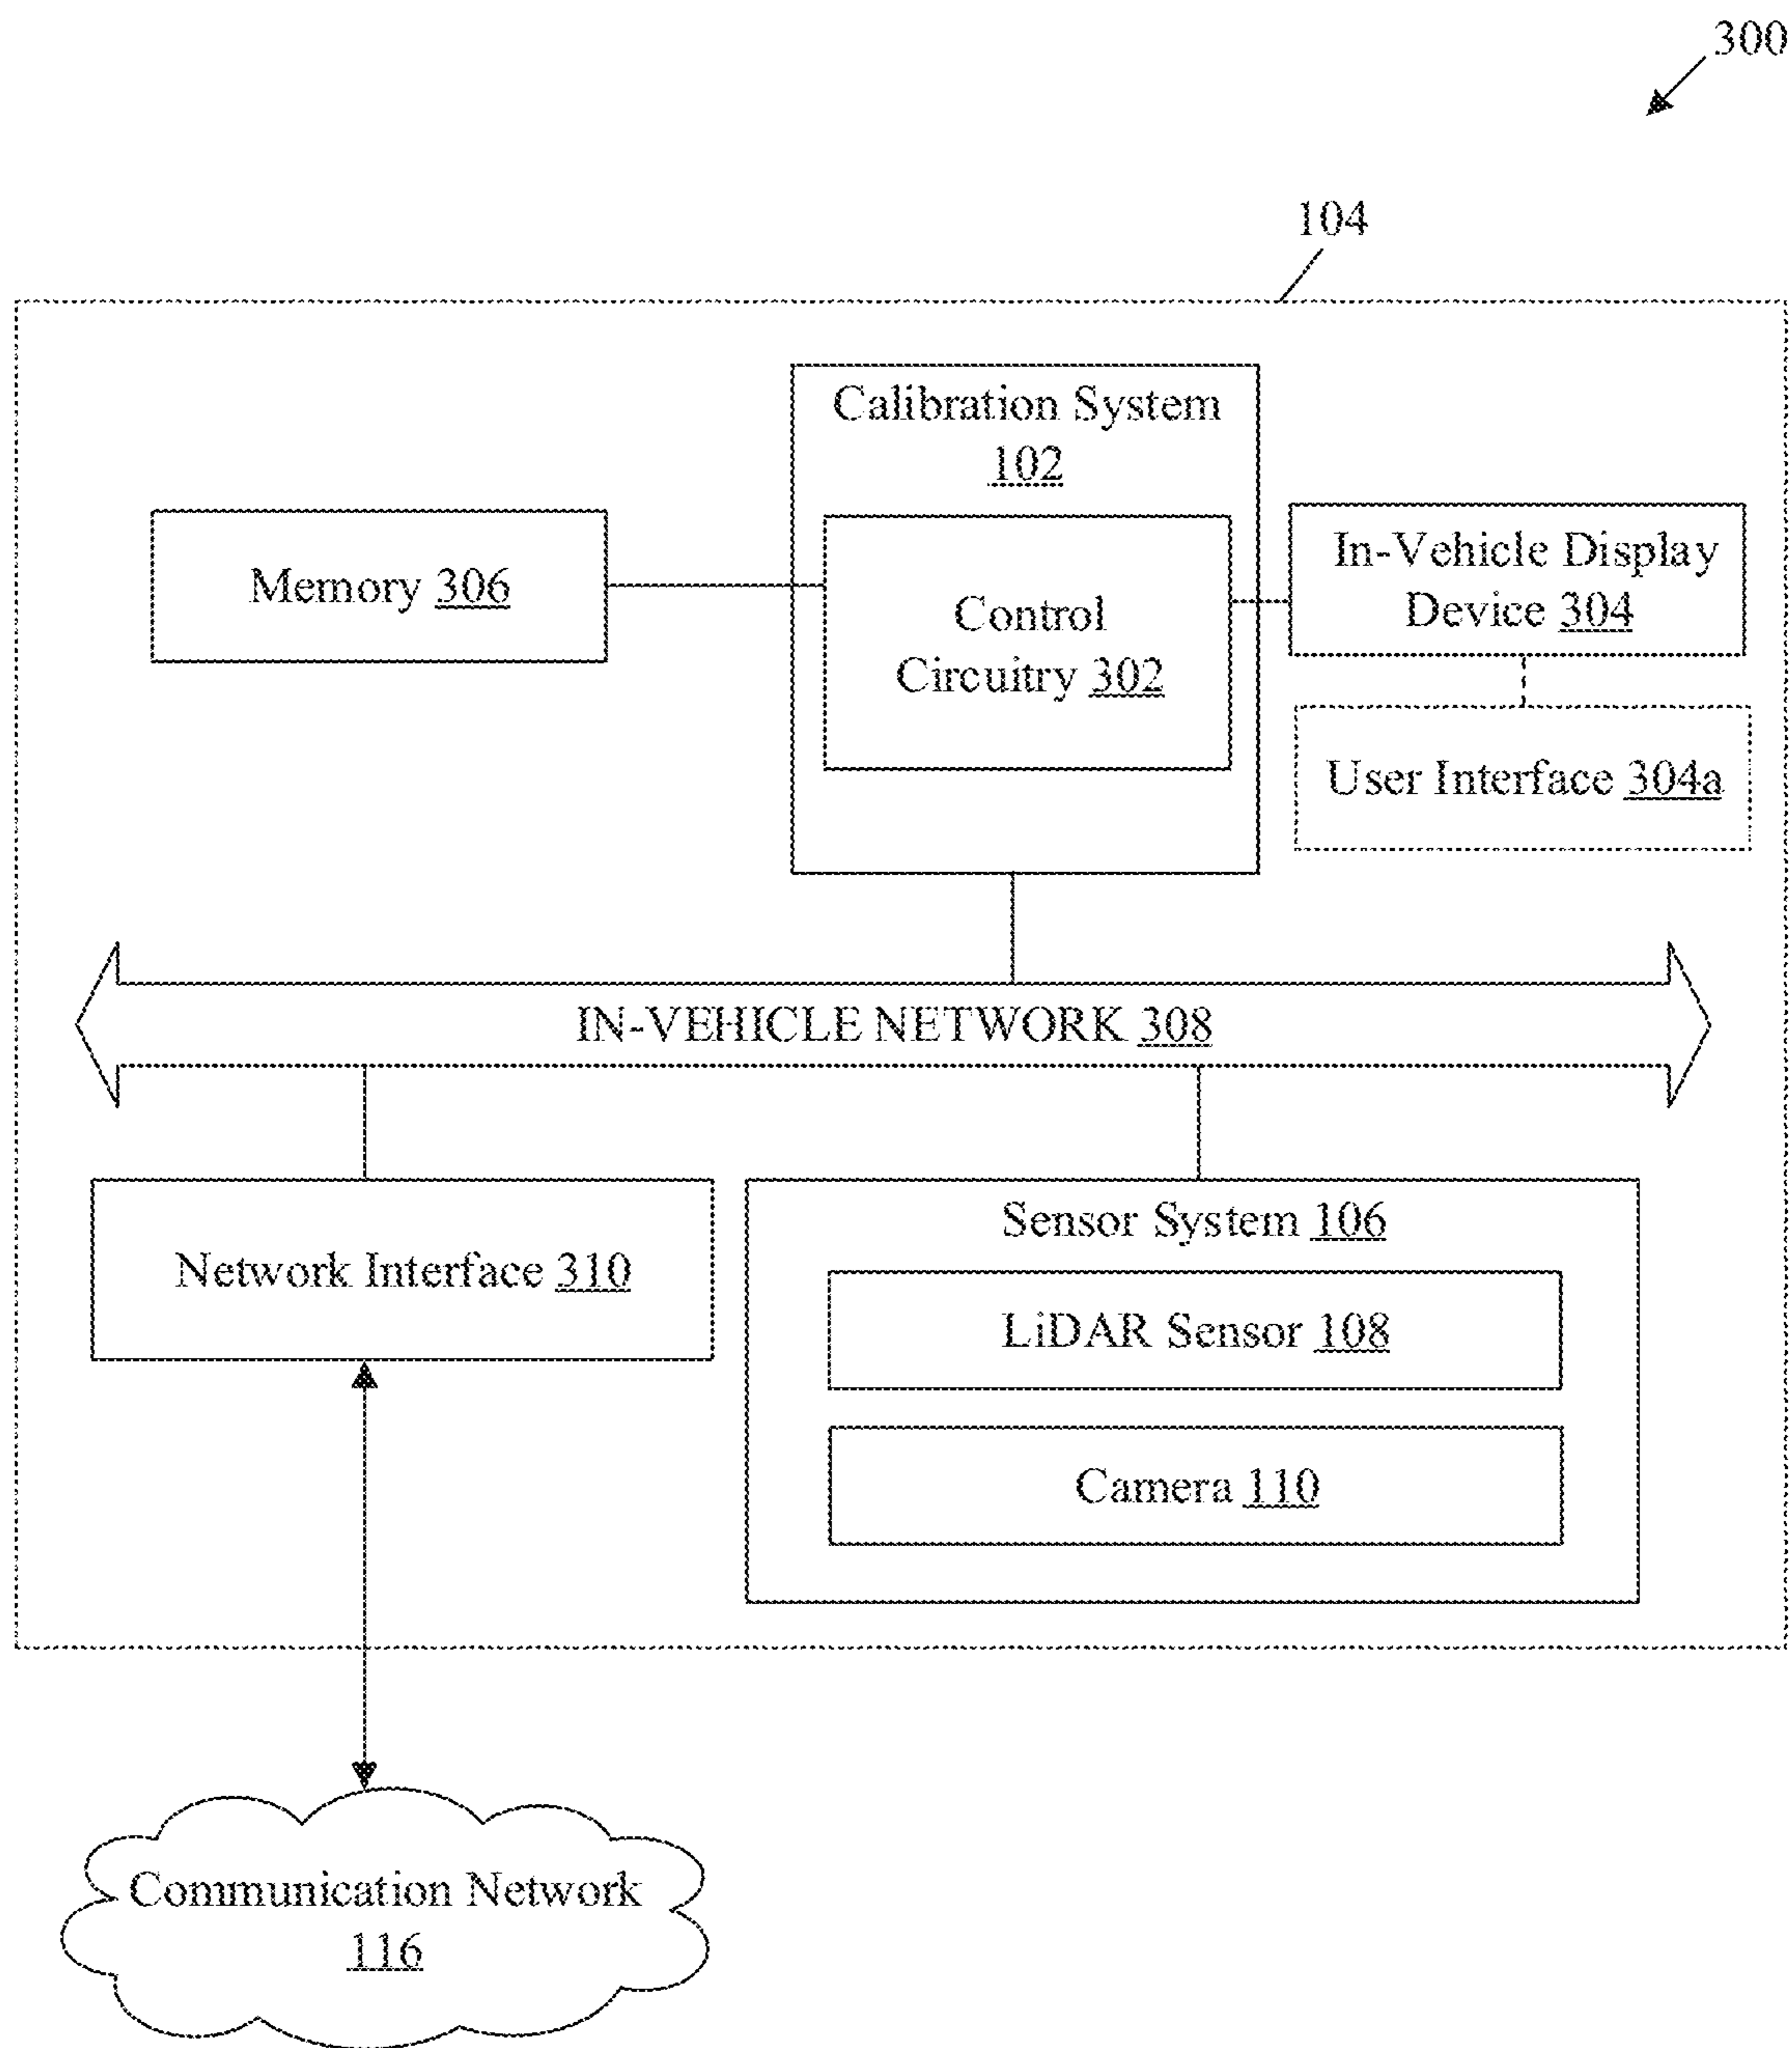 300
104
Calibration System
102
Memory 306
Control
Circuitry 302
In-Vehicle Display
Device 304
User Interface 304a
IN-VEHICLE NETWORK 308
Network Interface 310
Sensor System 106
LiDAR Sensor 108
Camera 110
Communication Network
116